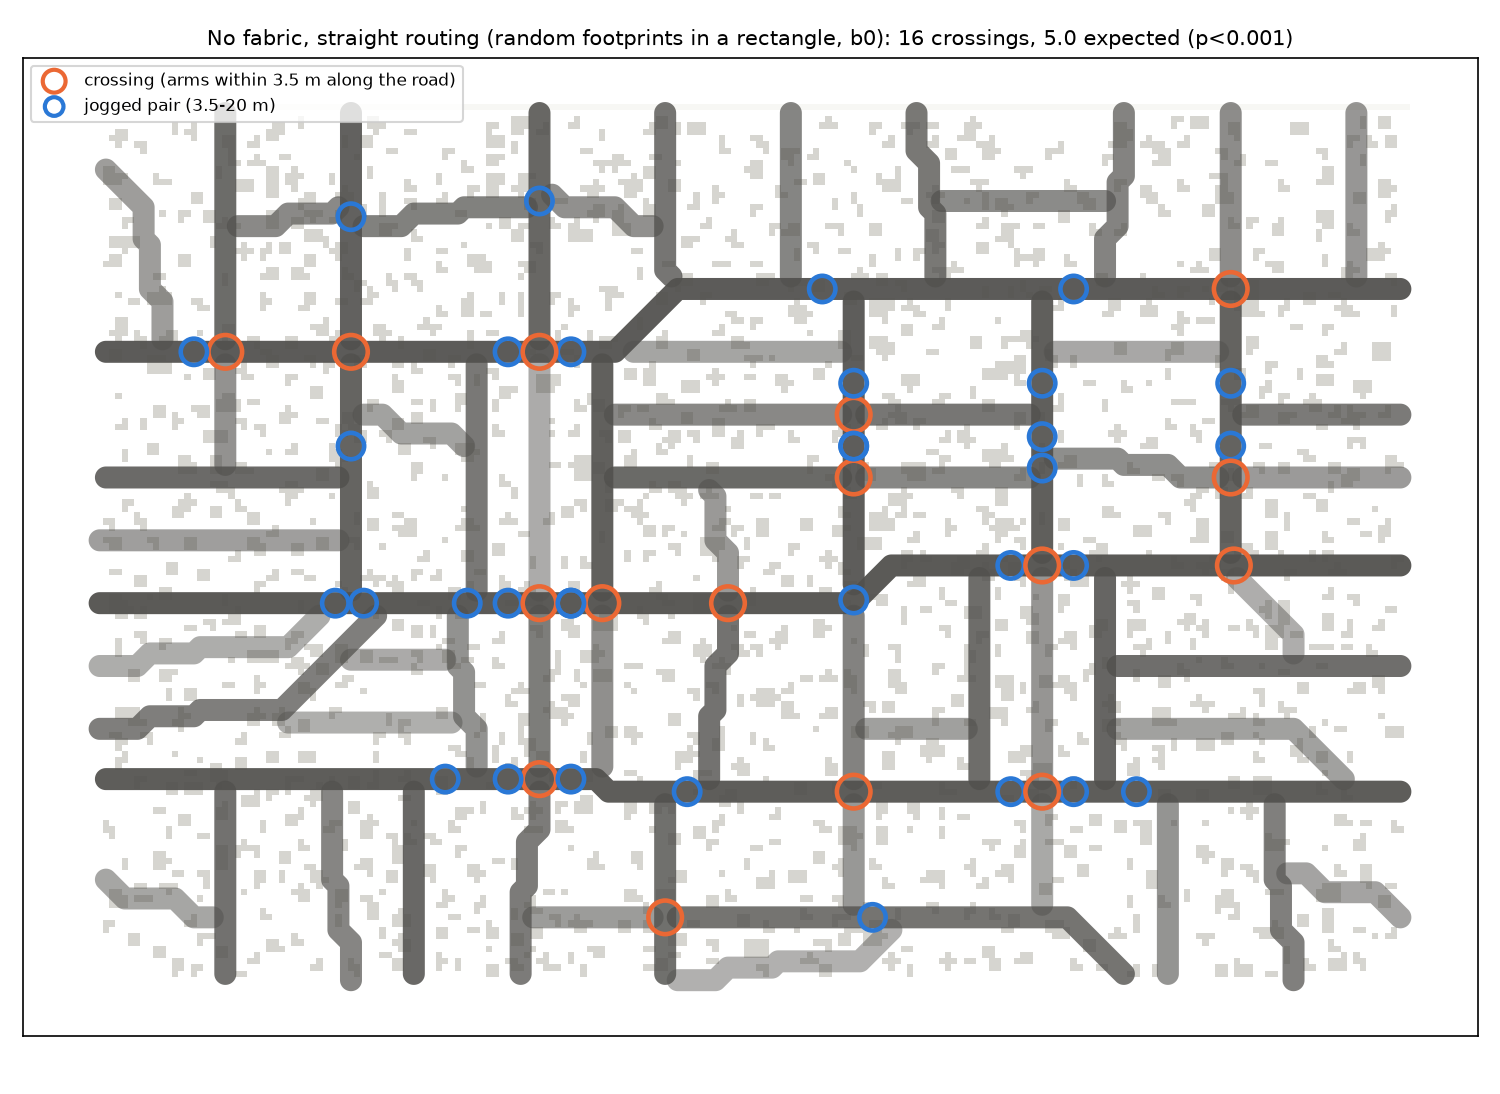 No fabric, straight routing (random footprints in a rectangle, b0): 16 crossings, 5.0 expected (p<0.001)
crossing (arms within 3.5 m along the road)
jogged pair (3.5-20 m)